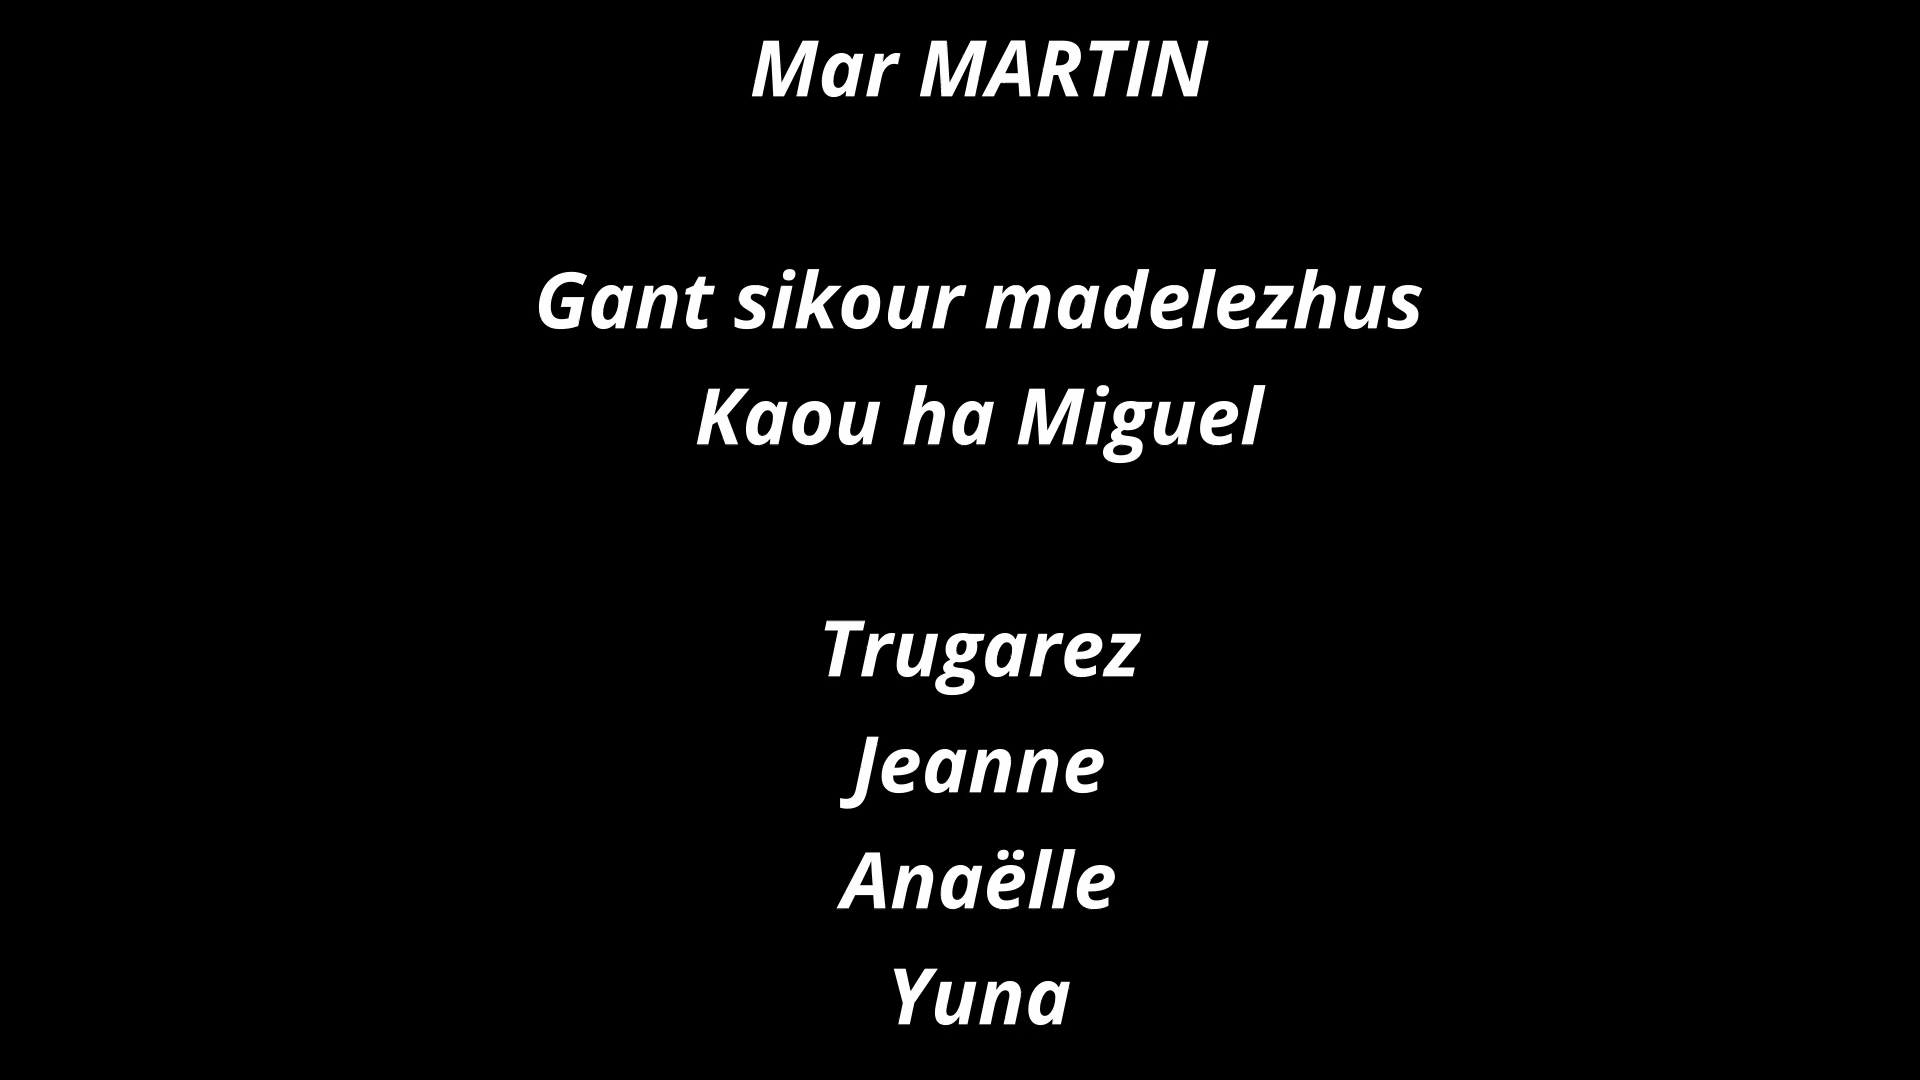 Mar MARTIN
Gant sikour madelezhus
Kaou ha Miguel
Trugarez
Jeanne
Anaëlle
Yuna